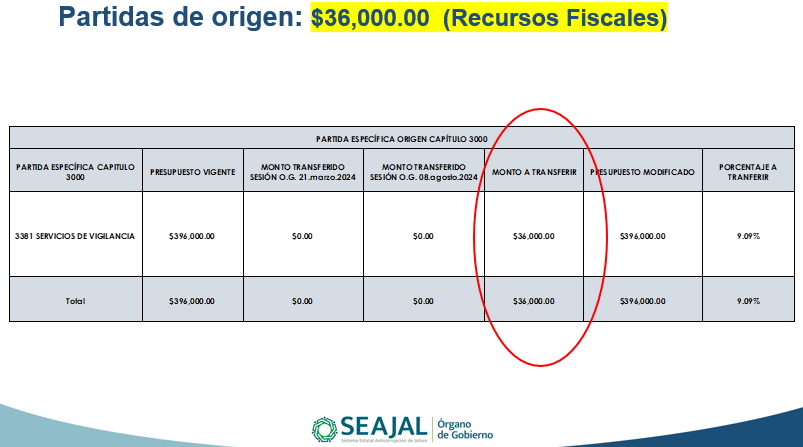 Partidas de origen: $36,000.00 (Recursos Fiscales)
PARTIDA ESPECÍFICA ORIGEN CAPÍTULO 3000
PARTIDA ESPECÍFICA CAPITULO
3000
PRESUPUESTO VIGENTE
MONTO TRANSFERIDO
SESIÓN O.G. 21.marzo.2024
MONTO TRANSFERIDO
SESIÓN O.G. 08.agosto.2024
MONTO A TRANSFERIR
PRESUPUESTO MODIFICADO
PORCENTAJE A
TRANFERIR
3381 SERVICIOS DE VIGILANCIA
$396,000.00
$0.00
$0.00
$36,000.00
$396,000.00
9.09%
Total
$396,000.00
$0.00
$0.00
$36,000.00
$396,000.00
9.09%
SEAJAL
Sistema Estatal Anticorrupción de Jalisco
Órgano
de Gobierno